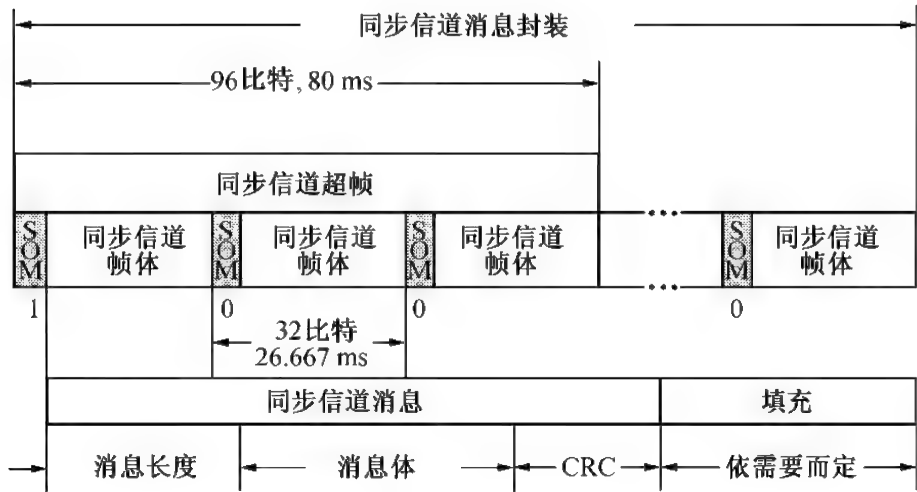 同步信道消息封装
96比特, 80 ms
同步信道超帧
SOM
同步信道
帧体
SOM
同步信道
帧体
SOM
同步信道
帧体
...
...
SOM
同步信道
帧体
1
0
0
0
32比特
26.667 ms
同步信道消息
填充
消息长度
消息体
CRC
依需要而定